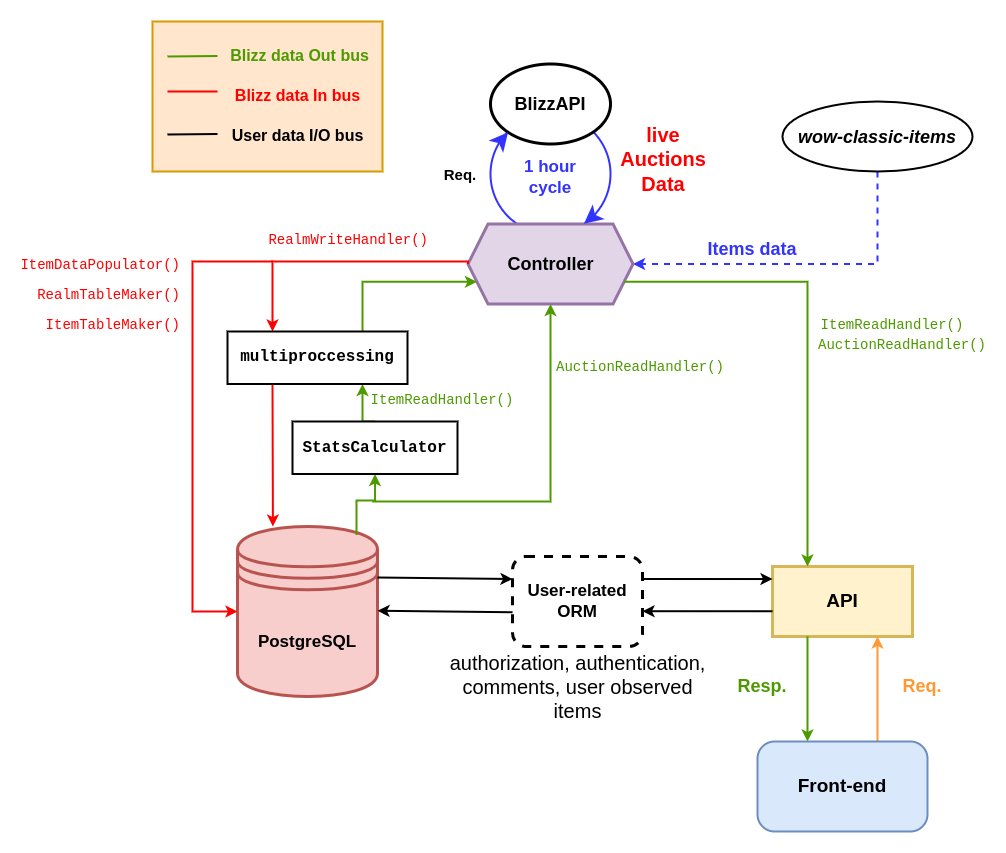 Blizz data Out bus
Blizz data In bus
User data I/O bus
BlizzAPI
wow-classic-items
live
Auctions
Data
Req.
1 hour
cycle
RealmWriteHandler()
Items data
Controller
ItemDataPopulator()
RealmTableMaker()
ItemTableMaker()
ItemReadHandler()
AuctionReadHandler()
multiproccessing
AuctionReadHandler()
ItemReadHandler()
StatsCalculator
User-related
ORM
API
PostgreSQL
authorization, authentication,
comments, user observed
items
Resp.
Req.
Front-end